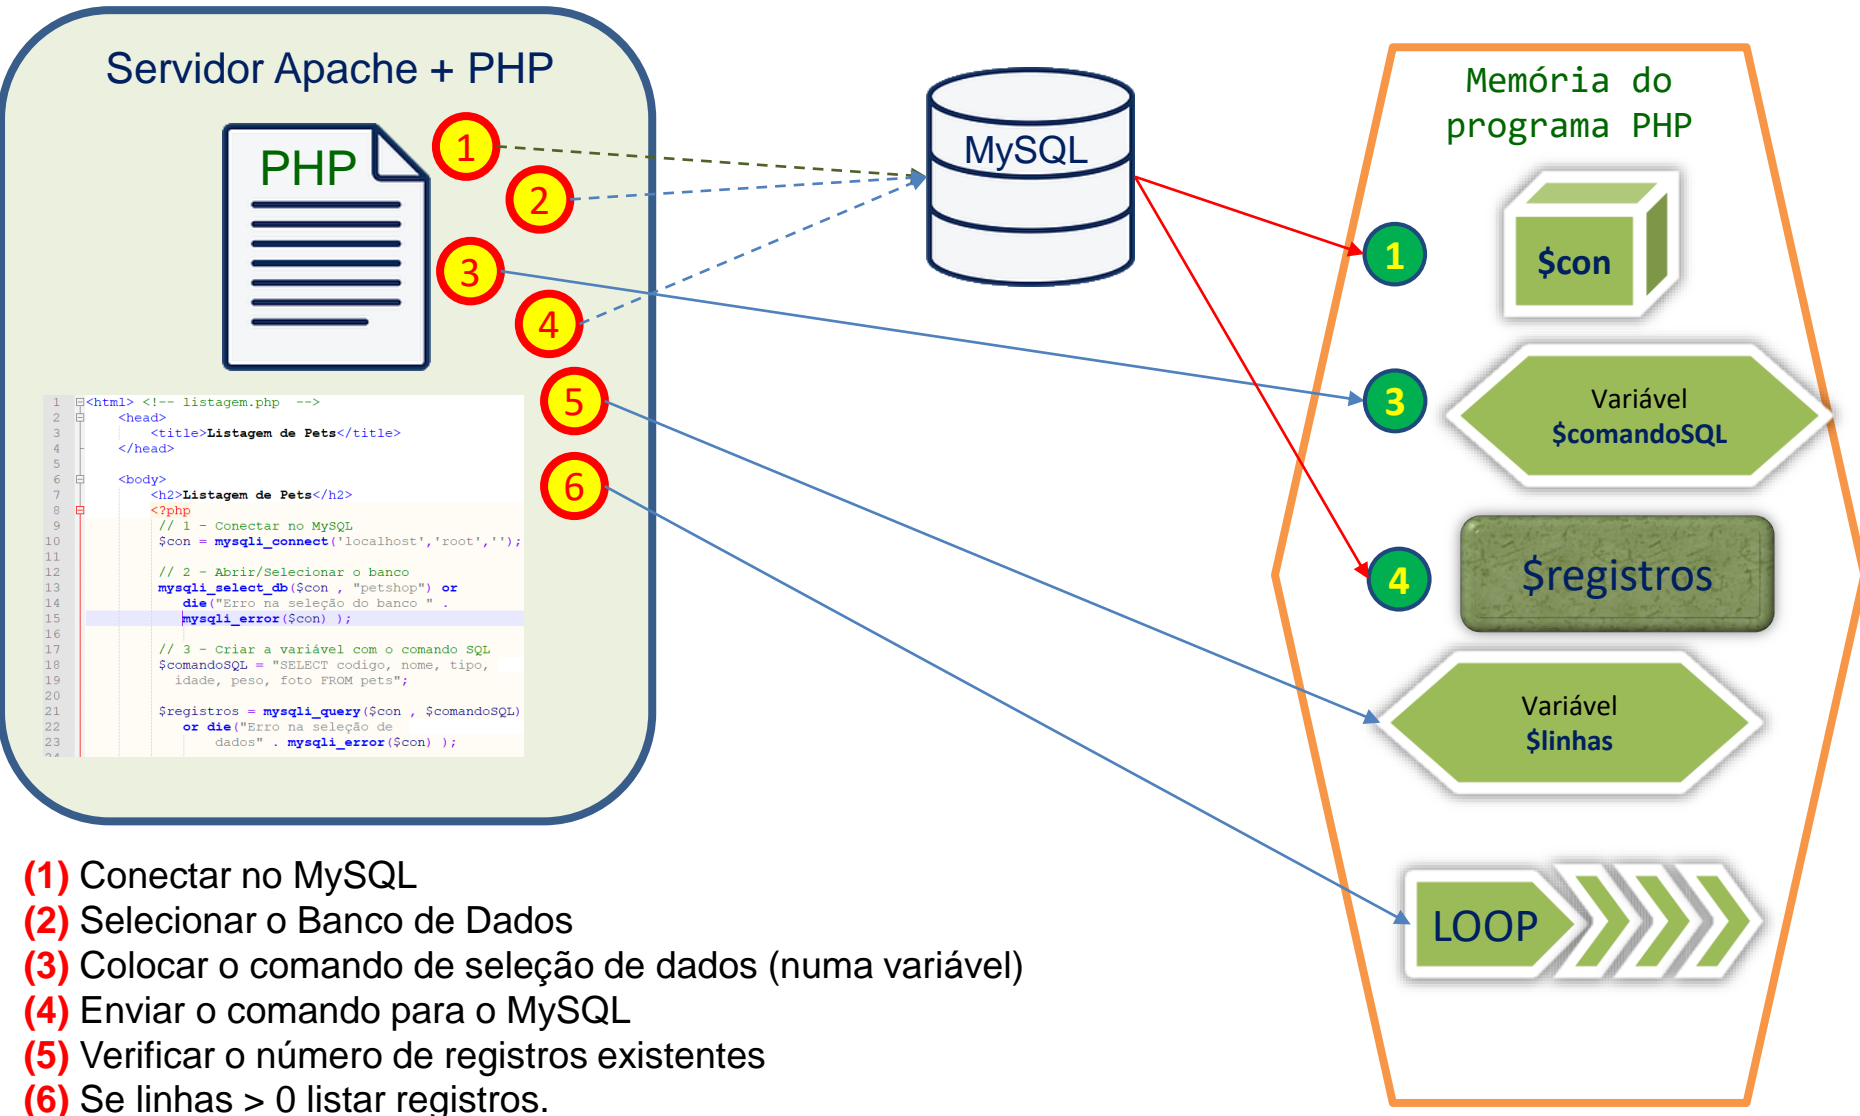 Servidor Apache + PHP
PHP
1
2
3
4
5
6
MySQL
Memória do
programa PHP
1
$con
3
Variável
$comandoSQL
4
$registros
Variável
$linhas
LOOP
1 <html> <!-- listagem.php -->
2 <head>
3 <title>Listagem de Pets</title>
4 </head>
5
6 <body>
7 <h2>Listagem de Pets</h2>
8 <?php
9 // 1 - Conectar no MySQL
10 $con = mysqli_connect('localhost','root','');
11
12 // 2 - Abrir/Selecionar o banco
13 mysqli_select_db($con , "petshop") or
14 die("Erro na seleção do banco " .
15 mysqli_error($con) );
16
17 // 3 - Criar a variável com o comando SQL
18 $comandoSQL = "SELECT codigo, nome, tipo,
19 idade, peso, foto FROM pets";
20
21 $registros = mysqli_query($con , $comandoSQL)
22 or die("Erro na seleção de
23 dados" . mysqli_error($con) );
24
(1) Conectar no MySQL
(2) Selecionar o Banco de Dados
(3) Colocar o comando de seleção de dados (numa variável)
(4) Enviar o comando para o MySQL
(5) Verificar o número de registros existentes
(6) Se linhas > 0 listar registros.